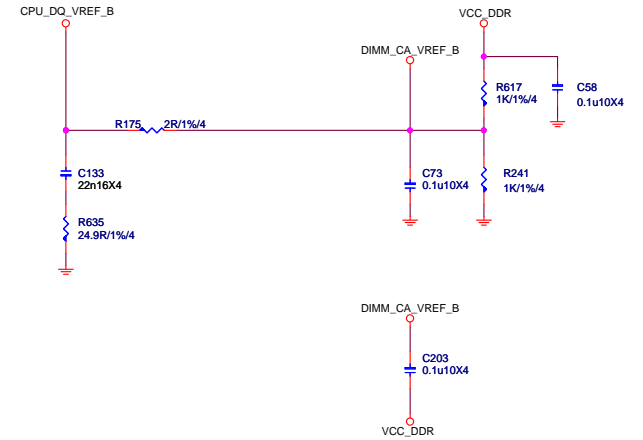 CPU_DQ_VREF_B
VCC_DDR
DIMM_CA_VREF_B
R617
1K/1%/4
C58
0.1u10X4
R175
2R/1%/4
C133
22n16X4
C73
0.1u10X4
R241
1K/1%/4
R635
24.9R/1%/4
DIMM_CA_VREF_B
C203
0.1u10X4
VCC_DDR